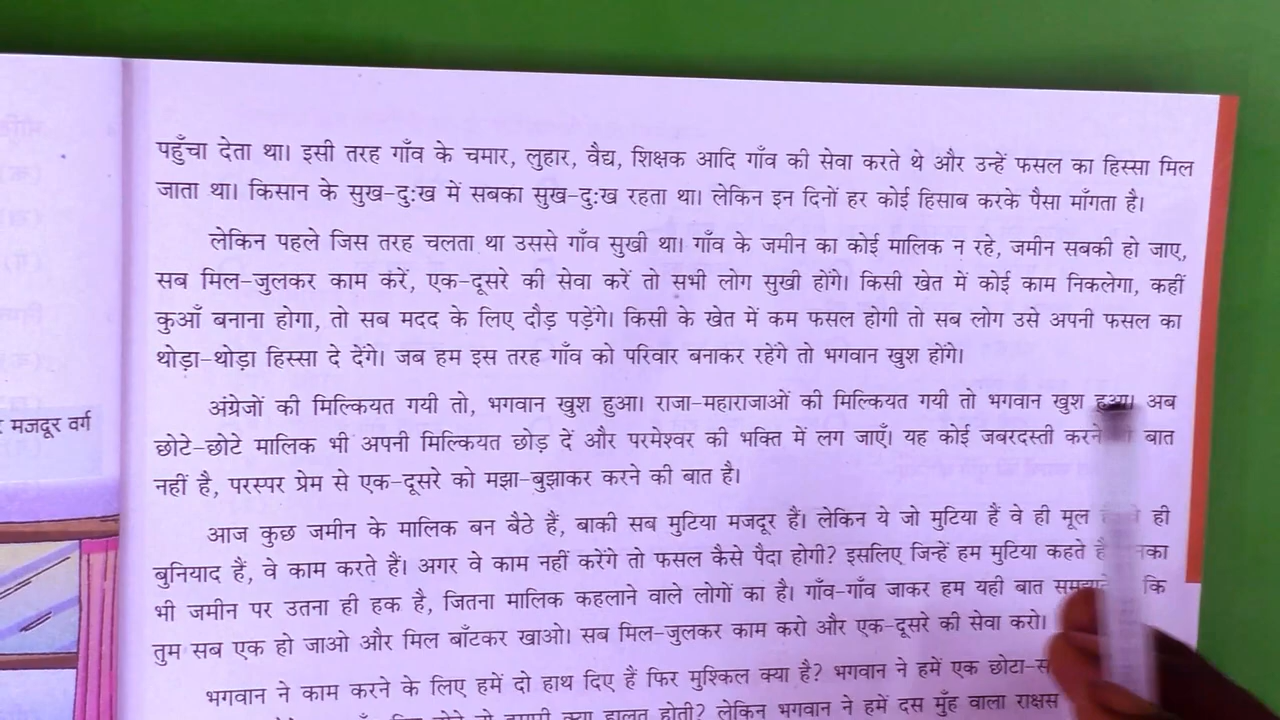 पहुँचा देता था। इसी तरह गाँव के चमार, लुहार, वैद्य, शिक्षक आदि गाँव की सेवा करते थे और उन्हें फसल का हिस्सा मिल
जाता था। किसान के सुख-दुःख में सबका सुख-दुःख रहता था। लेकिन इन दिनों हर कोई हिसाब करके पैसा माँगता है।
लेकिन पहले जिस तरह चलता था उससे गाँव सुखी था। गाँव के जमीन का कोई मालिक न रहे, जमीन सबकी हो जाए,
सब मिल-जुलकर काम करें, एक-दूसरे की सेवा करें तो सभी लोग सुखी होंगे। किसी खेत में कोई काम निकलेगा, कहीं
कुआँ बनाना होगा, तो सब मदद के लिए दौड़ पड़ेंगे। किसी के खेत में कम फसल होगी तो सब लोग उसे अपनी फसल का
थोड़ा-थोड़ा हिस्सा दे देंगे। जब हम इस तरह गाँव को परिवार बनाकर रहेंगे तो भगवान खुश होंगे।
अंग्रेजों की मिल्कियत गयी तो, भगवान खुश हुआ। राजा-महाराजाओं की मिल्कियत गयी तो भगवान खुश हुआ। अब
छोटे-छोटे मालिक भी अपनी मिल्कियत छोड़ दें और परमेश्वर की भक्ति में लग जाएँ। यह कोई जबरदस्ती करने बात
नहीं है, परस्पर प्रेम से एक-दूसरे को मझा-बुझाकर करने की बात है।
र मजदूर वर्ग
आज कुछ जमीन के मालिक बन बैठे हैं, बाकी सब मुटिया मजदूर हैं। लेकिन ये जो मुटिया हैं वे ही मूल ही
बुनियाद हैं, वे काम करते हैं। अगर वे काम नहीं करेंगे तो फसल कैसे पैदा होगी? इसलिए जिन्हें हम मुटिया कहते
भी जमीन पर उतना ही हक है, जितना मालिक कहलाने वाले लोगों का है। गाँव-गाँव जाकर हम यही बात कि
तुम सब एक हो जाओ और मिल बाँटकर खाओ। सब मिल-जुलकर काम करो और एक-दूसरे की सेवा करो।
भगवान ने काम करने के लिए हमें दो हाथ दिए हैं फिर मुश्किल क्या है? भगवान ने हमें एक छोटा-स
क्या हालत होती? लेकिन भगवान ने हमें दस मुँह वाला राक्षस